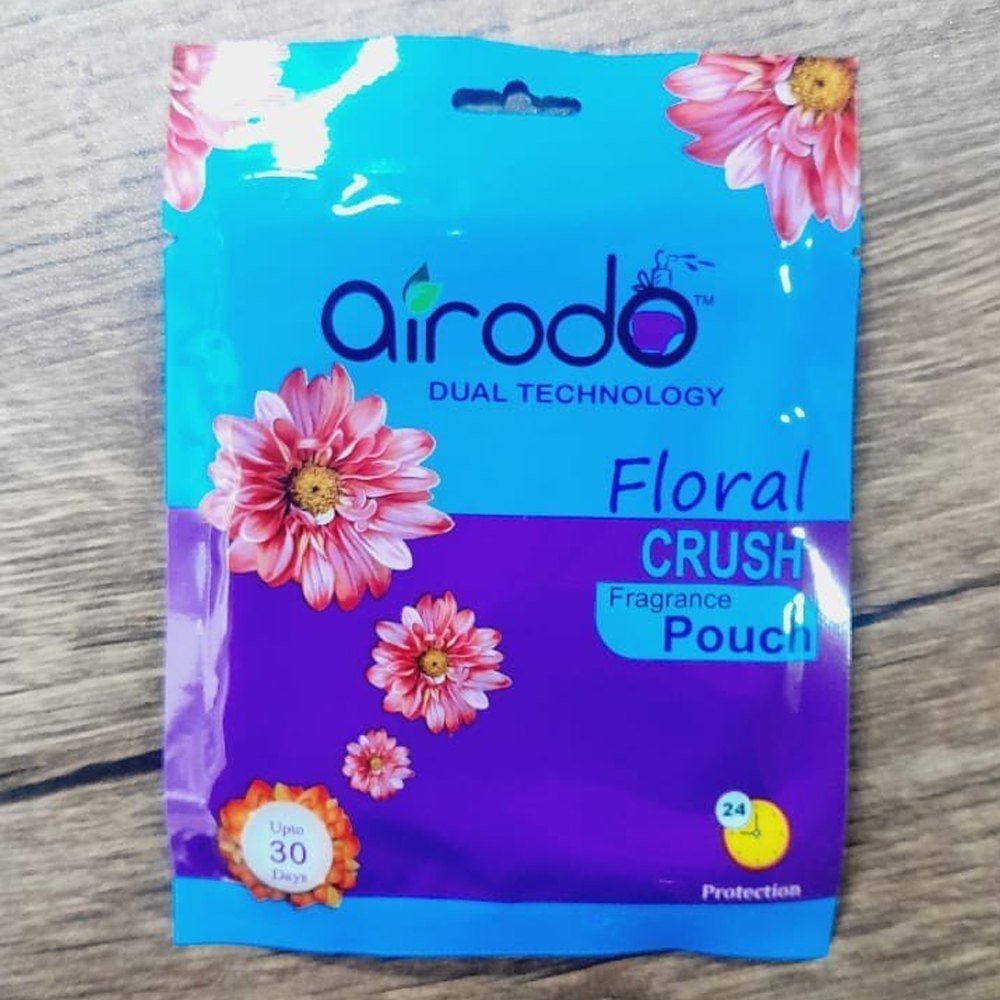 airodo™
DUAL TECHNOLOGY
Floral
CRUSH
Fragrance
Pouch
Upto
30
Days
24
Protection